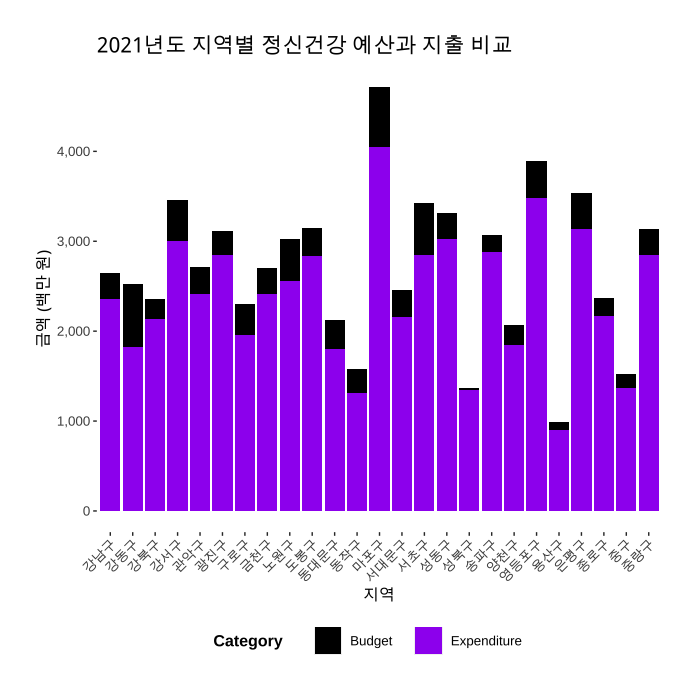 2021년도 지역별 정신건강 예산과 지출 비교
금액 (백만 원)
4,000
3,000
2,000
1,000
0
강남구
강동구
강북구
강서구
관악구
광진구
구로구
금천구
노원구
도봉구
동대문구
동작구
마포구
서대문구
서초구
성동구
성북구
송파구
양천구
영등포구
용산구
은평구
종로구
중구
중랑구
지역
Category Budget Expenditure